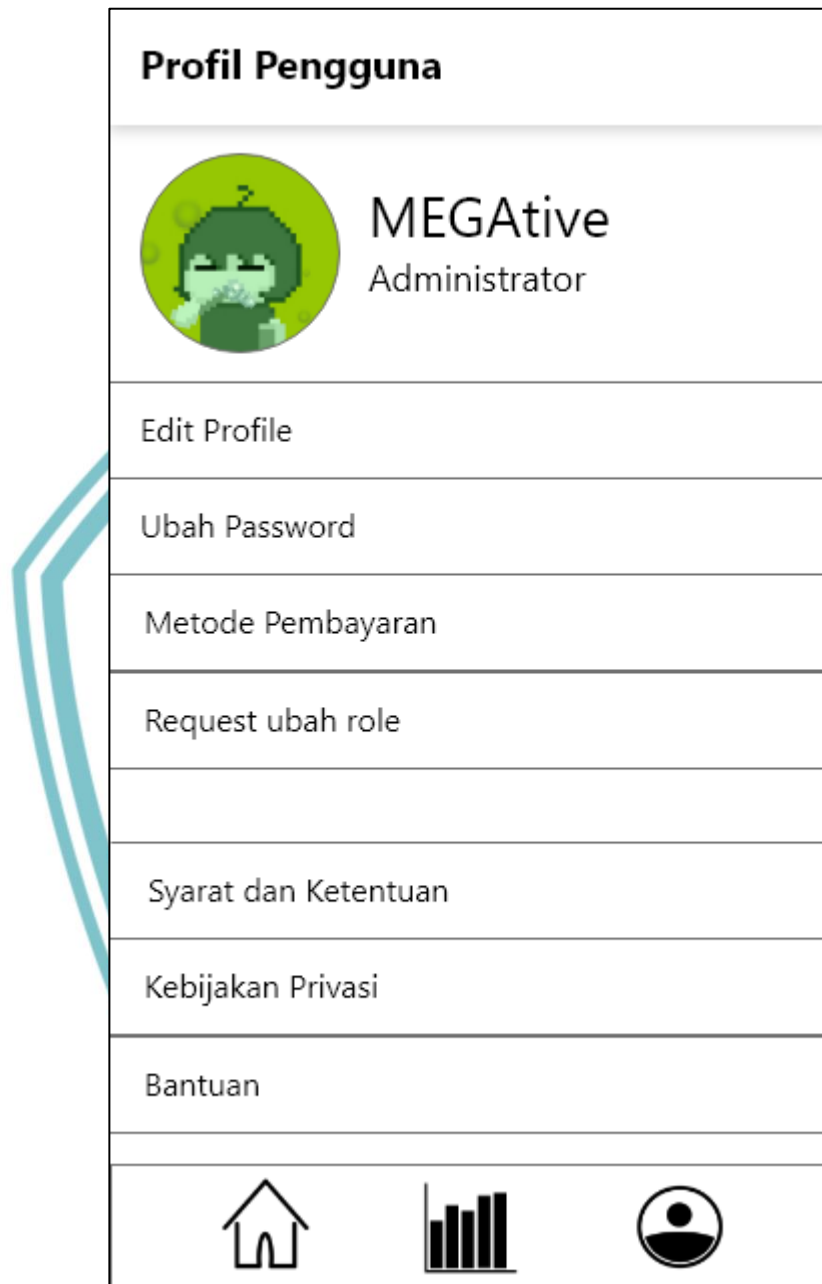 Profil Pengguna
MEGAtive
Administrator
Edit Profile
Ubah Password
Metode Pembayaran
Request ubah role
Syarat dan Ketentuan
Kebijakan Privasi
Bantuan